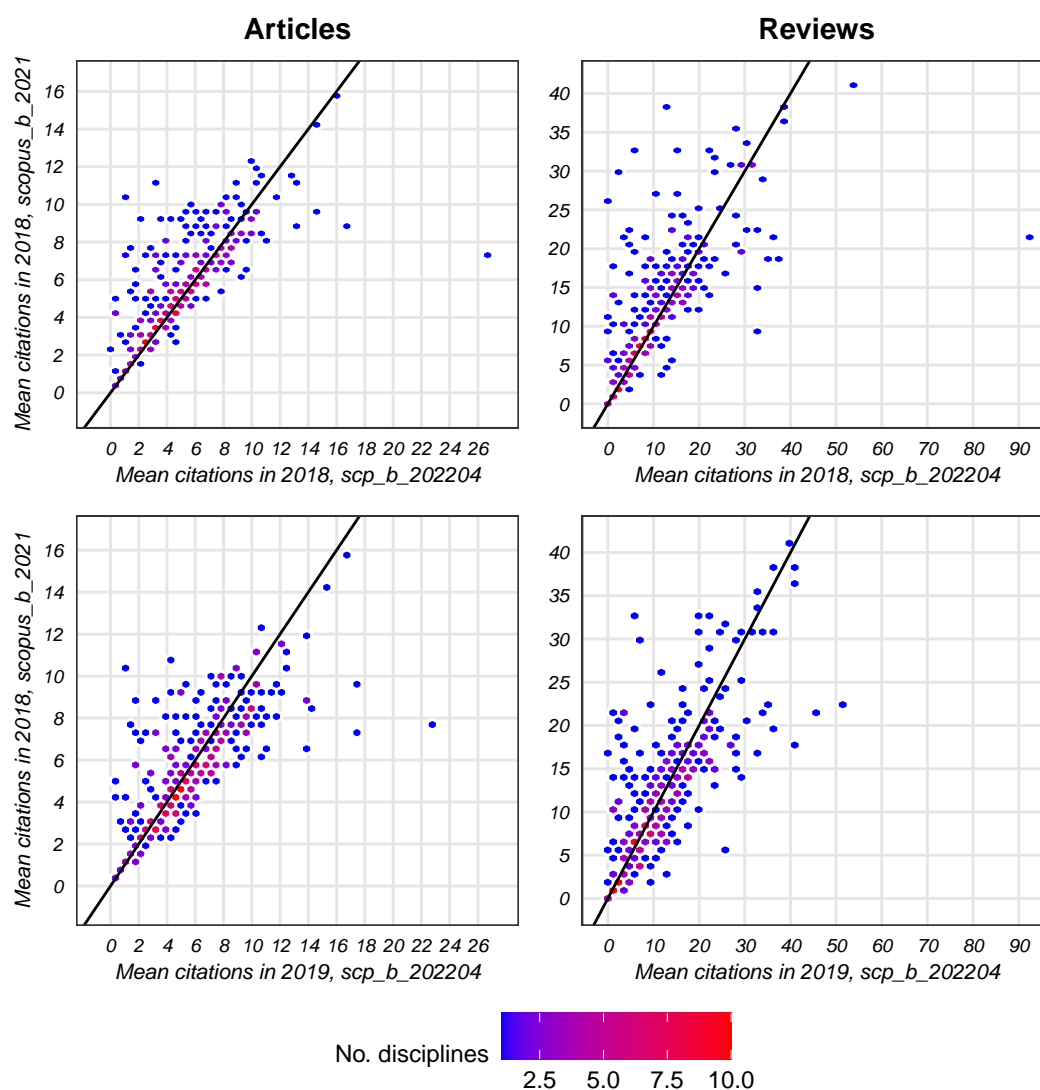 Articles
Reviews
Mean citations in 2018, scopus_b_2021
16
14
12
10
8
6
4
2
0
0 2 4 6 8 10 12 14 16 18 20 22 24 26
Mean citations in 2018, scp_b_202204
40
35
30
25
20
15
10
5
0
0 10 20 30 40 50 60 70 80 90
Mean citations in 2018, scp_b_202204
Mean citations in 2018, scopus_b_2021
16
14
12
10
8
6
4
2
0
0 2 4 6 8 10 12 14 16 18 20 22 24 26
Mean citations in 2019, scp_b_202204
40
35
30
25
20
15
10
5
0
0 10 20 30 40 50 60 70 80 90
Mean citations in 2019, scp_b_202204
No. disciplines
2.5 5.0 7.5 10.0